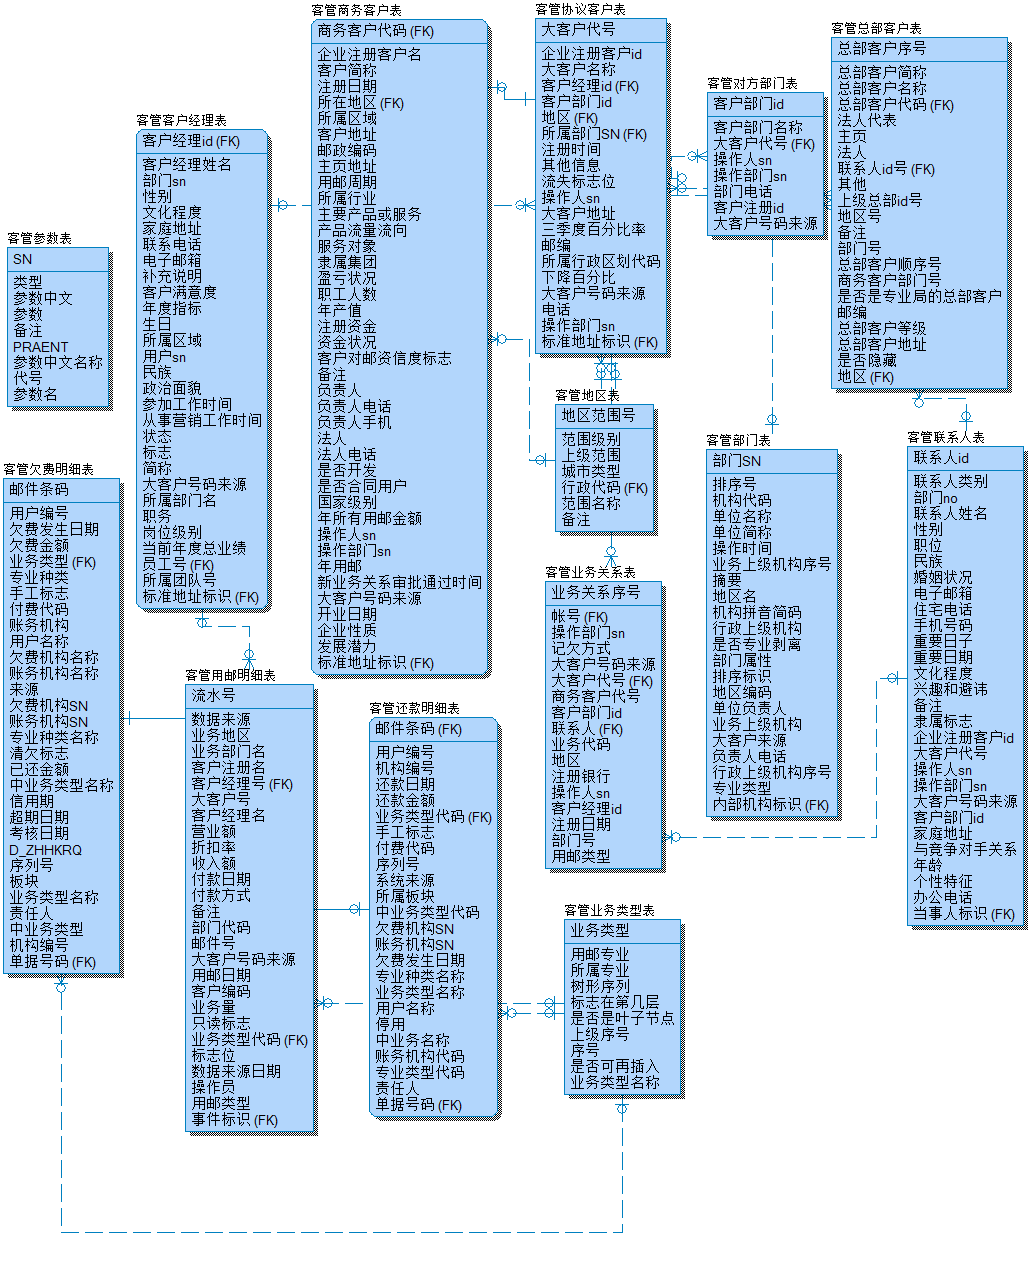 客管参数表
SN
类型
参数中文
参数
备注
PRAENT
参数中文名称
代号
参数名
客管欠费明细表
邮件条码
用户编号
欠费发生日期
欠费金额
业务类型 (FK)
专业种类
手工标志
付费代码
账务机构
用户名称
欠费机构名称
账务机构名称
来源
欠费机构SN
账务机构SN
专业种类名称
清欠标志
已还金额
中业务类型名称
信用期
超期日期
考核日期
D_ZHHKRQ
序列号
板块
业务类型名称
责任人
中业务类型
机构编号
单据号码 (FK)
客管客户经理表
客户经理id (FK)
客户经理姓名
部门sn
性别
文化程度
家庭地址
联系电话
电子邮箱
补充说明
客户满意度
年度指标
生日
所属区域
用户sn
民族
政治面貌
参加工作时间
从事营销工作时间
状态
标志
简称
大客户号码来源
所属部门名
职务
岗位级别
当前年度总业绩
员工号 (FK)
所属团队号
标准地址标识 (FK)
客管用邮明细表
流水号
数据来源
业务地区
业务部门名
客户注册名
客户经理号 (FK)
大客户号
客户经理名
营业额
折扣率
收入额
付款日期
付款方式
备注
部门代码
邮件号
大客户号码来源
用邮日期
客户编码
业务量
只读标志
业务类型代码 (FK)
标志位
数据来源日期
操作员
用邮类型
事件标识 (FK)
客管商务客户表
商务客户代码 (FK)
企业注册客户名
客户简称
注册日期
所在地区 (FK)
所属区域
客户地址
邮政编码
主页地址
用邮周期
所属行业
主要产品或服务
产品流量流向
服务对象
隶属集团
盈亏状况
职工人数
年产值
注册资金
资金状况
客户对邮资信度标志
备注
负责人
负责人电话
负责人手机
法人
法人电话
是否开发
是否合同用户
国家级别
年所有用邮金额
操作人sn
操作部门sn
年用邮
新业务关系审批通过时间
大客户号码来源
开业日期
企业性质
发展潜力
标准地址标识 (FK)
客管还款明细表
邮件条码 (FK)
用户编号
机构编号
还款日期
还款金额
业务类型代码 (FK)
手工标志
付费代码
序列号
系统来源
所属板块
中业务类型代码
欠费机构SN
账务机构SN
欠费发生日期
专业种类名称
业务类型名称
用户名称
停用
中业务名称
账务机构代码
专业类型代码
责任人
单据号码 (FK)
客管协议客户表
大客户代号
企业注册客户id
大客户名称
客户经理id (FK)
客户部门id
地区 (FK)
所属部门SN (FK)
注册时间
其他信息
流失标志位
操作人sn
大客户地址
三季度百分比率
邮编
所属行政区划代码
下降百分比
大客户号码来源
电话
操作部门sn
标准地址标识 (FK)
客管地区表
地区范围号
范围级别
上级范围
城市类型
行政代码 (FK)
范围名称
备注
客管业务关系表
业务关系序号
帐号 (FK)
操作部门sn
记欠方式
大客户号码来源
大客户代号 (FK)
商务客户代码
客户部门id
联系人 (FK)
业务代码
地区
注册银行
操作人sn
客户经理id
注册日期
部门号
用邮类型
客管业务类型表
业务类型
用邮专业
所属专业
树形序列
标志在第几层
是否是叶子节点
上级序号
序号
是否可再插入
业务类型名称
客管对方部门表
客户部门id
客户部门名称
大客户代号 (FK)
操作人sn
操作部门sn
部门电话
客户注册id
大客户号码来源
客管部门表
部门SN
排序号
机构代码
单位名称
单位简称
操作时间
业务上级机构序号
摘要
地区名
机构拼音简码
行政上级机构
是否专业剥离
部门属性
排序标识
地区编码
单位负责人
业务上级机构
大客户来源
负责人电话
行政上级机构序号
专业类型
内部机构标识 (FK)
客管总部客户表
总部客户序号
总部客户简称
总部客户名称
总部客户代码 (FK)
法人代表
主页
法人
联系人id号 (FK)
其他
上级总部id号
地区号
备注
部门号
总部客户顺序号
商务客户部门号
是否是专业局的总部客户
邮编
总部客户等级
总部客户地址
是否隐藏
地区 (FK)
客管联系人表
联系人id
联系人类别
部门no
联系人姓名
性别
职位
民族
婚姻状况
电子邮箱
住宅电话
手机号码
重要日子
重要日期
文化程度
兴趣和避讳
备注
隶属标志
企业注册客户id
大客户代号
操作人sn
操作部门sn
大客户号码来源
客户部门id
家庭地址
与竞争对手关系
年龄
个性特征
办公电话
当事人标识 (FK)